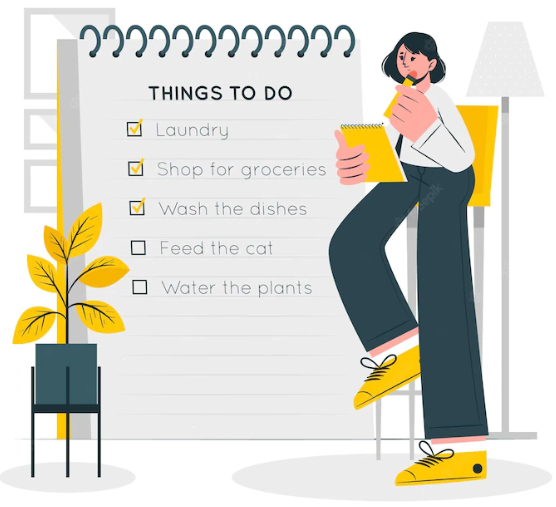 THINGS TO DO
Laundry
Shop for groceries
Wash the dishes
Feed the cat
Water the plants